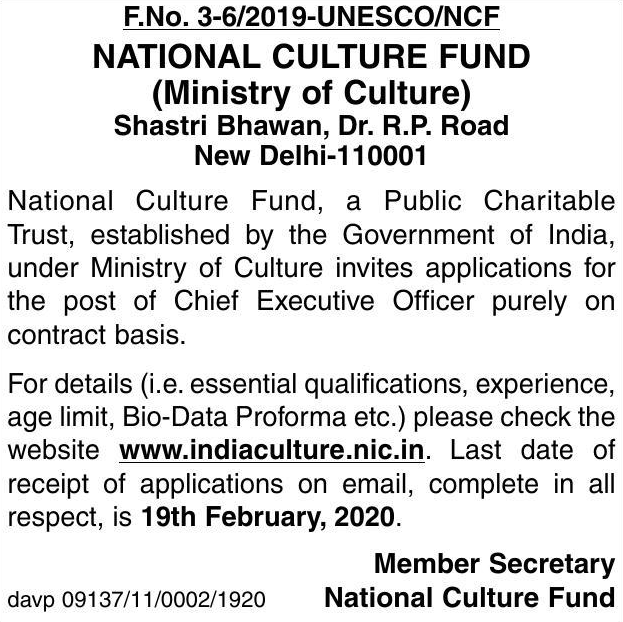 F.No. 3-6/2019-UNESCO/NCF
NATIONAL CULTURE FUND
(Ministry of Culture)
Shastri Bhawan, Dr. R.P. Road
New Delhi-110001
National Culture Fund, a Public Charitable
Trust, established by the Government of India,
under Ministry of Culture invites applications for
the post of Chief Executive Officer purely on
contract basis.
For details (i.e. essential qualifications, experience,
age limit, Bio-Data Proforma etc.) please check the
website www.indiaculture.nic.in. Last date of
receipt of applications on email, complete in all
respect, is 19th February, 2020.
Member Secretary
davp 09137/11/0002/1920 National Culture Fund